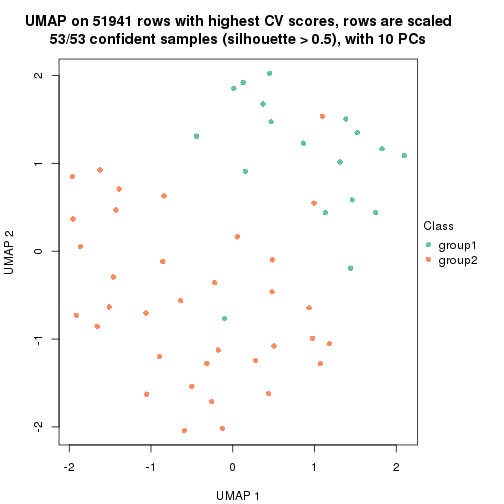 UMAP on 51941 rows with highest CV scores, rows are scaled
53/53 confident samples (silhouette > 0.5), with 10 PCs
2
1
0
-1
-2
UMAP 2
-2 -1 0 1 2
UMAP 1
Class
group1
group2